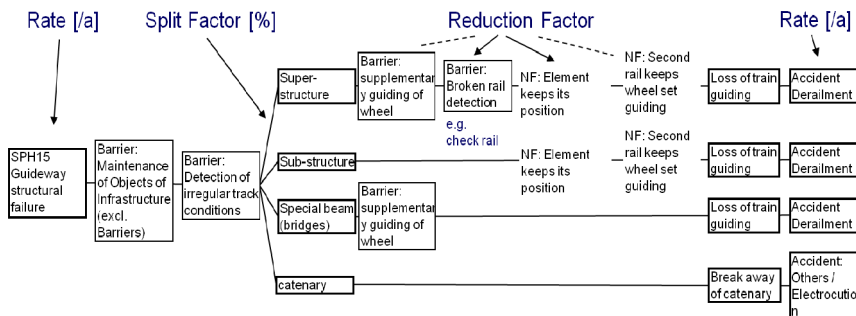 Rate [/a]
Split Factor [%]
Reduction Factor
Rate [/a]
Super-
structure
Barrier:
supplementar
y guiding of
wheel
Barrier:
Broken rail
detection
e.g.
check rail
NF: Element
keeps its
position
NF: Second
rail keeps
wheel set
guiding
Loss of train
guiding
Accident
Derailment
SPH15
Guideway
structural
failure
Barrier:
Maintenance
of Objects of
Infrastructure
(excl.
Barriers)
Barrier:
Detection of
irregular track
conditions
Sub-structure
NF: Element
keeps its
position
NF: Second
rail keeps
wheel set
guiding
Loss of train
guiding
Accident
Derailment
Special beam
(bridges)
Barrier:
supplementar
y guiding of
wheel
Loss of train
guiding
Accident
Derailment
catenary
Break away
of catenary
Accident:
Others /
Electrocutio
n